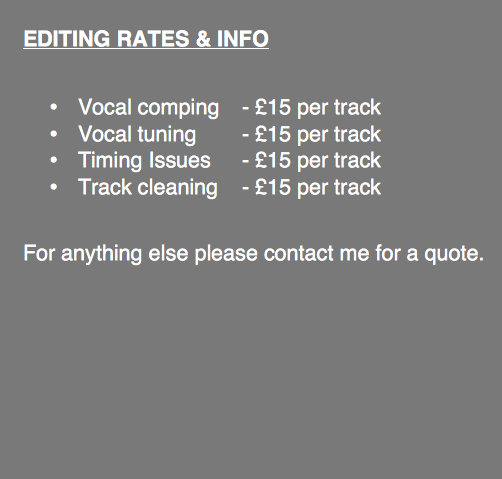 EDITING RATES & INFO
• Vocal comping - £15 per track
• Vocal tuning - £15 per track
• Timing Issues - £15 per track
• Track cleaning - £15 per track
For anything else please contact me for a quote.